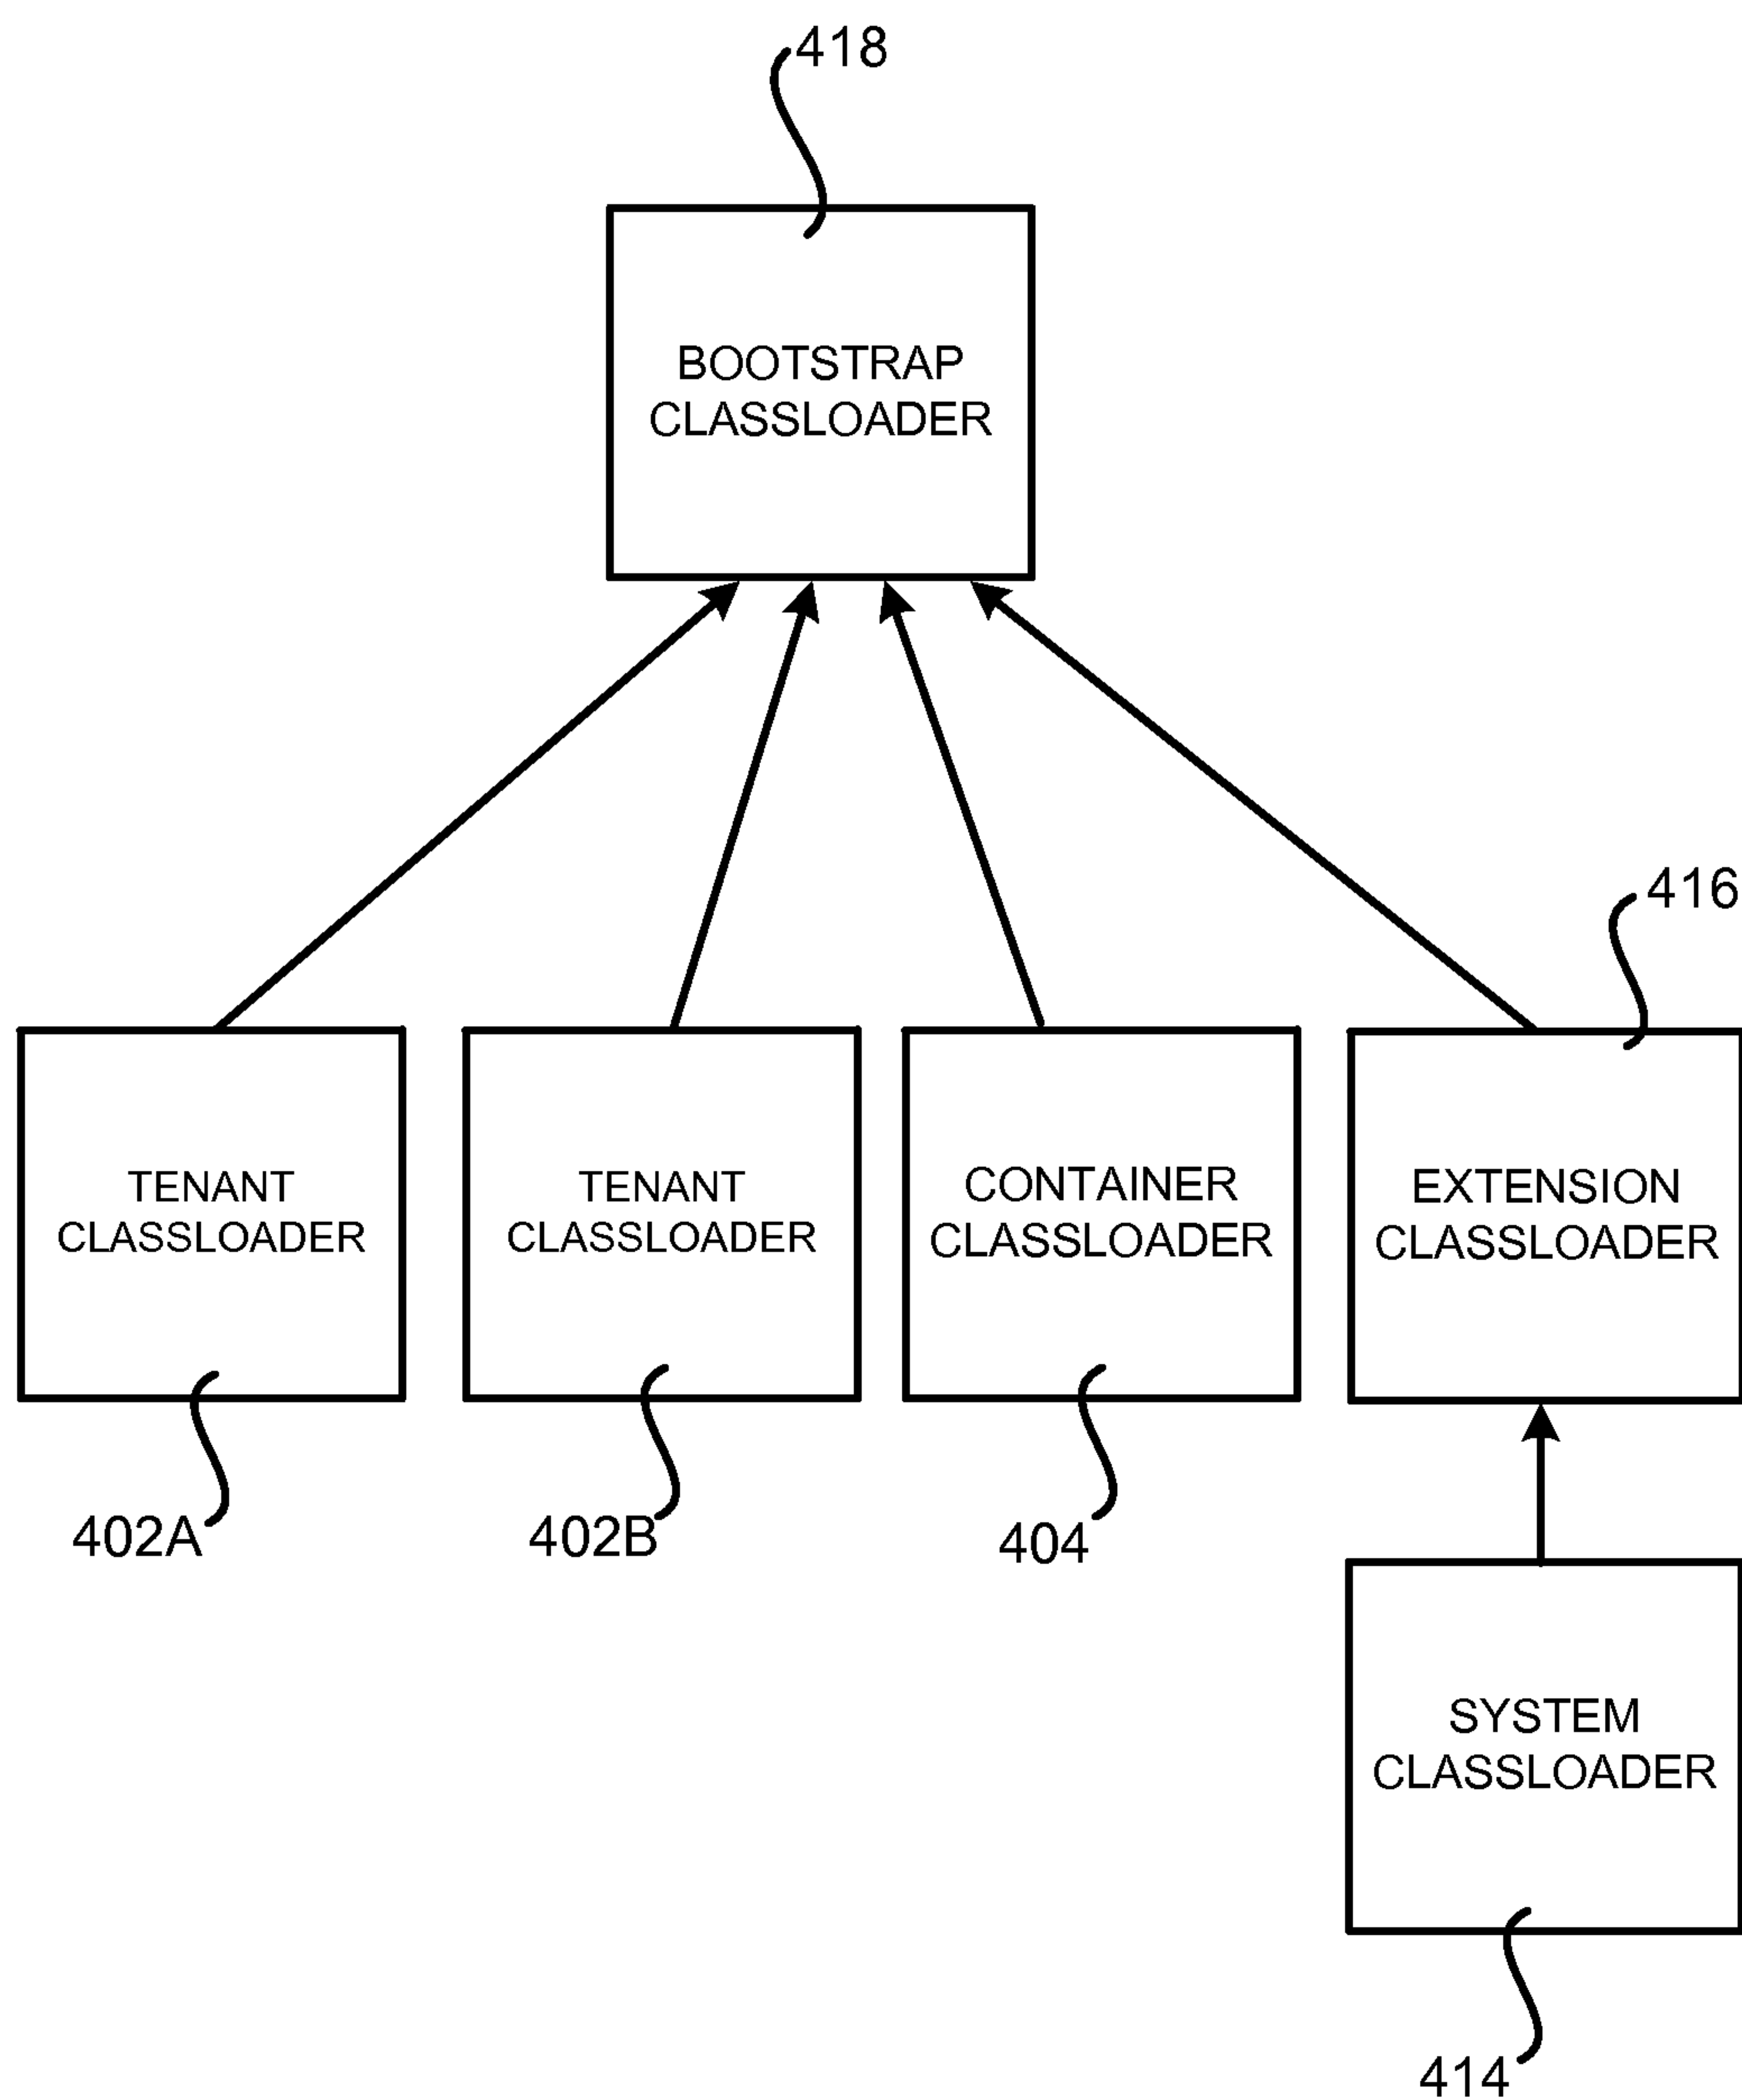 418
BOOTSTRAP
CLASSLOADER
416
TENANT
CLASSLOADER
TENANT
CLASSLOADER
CONTAINER
CLASSLOADER
EXTENSION
CLASSLOADER
402A
402B
404
SYSTEM
CLASSLOADER
414